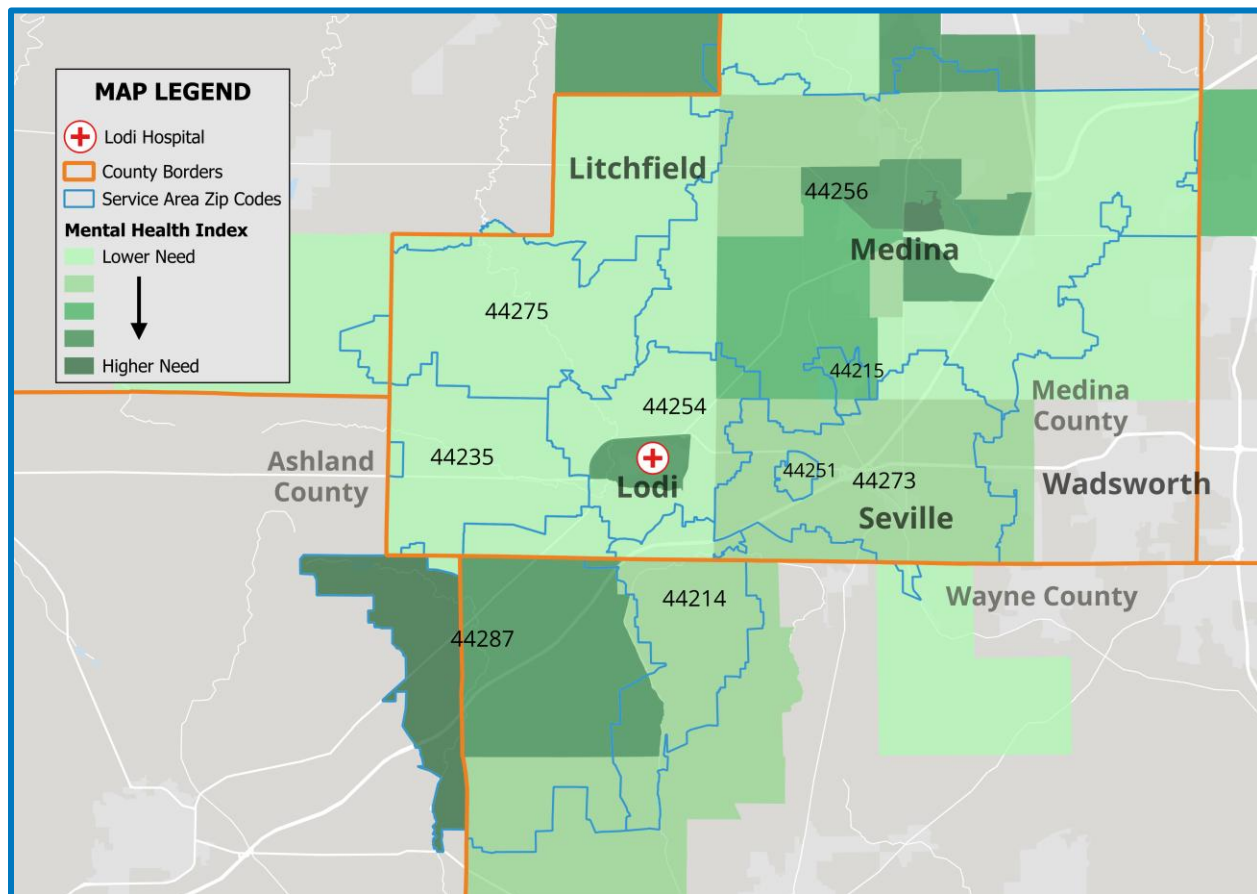 MAP LEGEND
Lodi Hospital
County Borders
Service Area Zip Codes
Mental Health Index
Lower Need
Higher Need
Litchfield
44256
Medina
44275
44215
44254
Medina
County
Ashland
County
44235
Lodi
44251
44273
Seville
Wadsworth
44214
Wayne County
44287